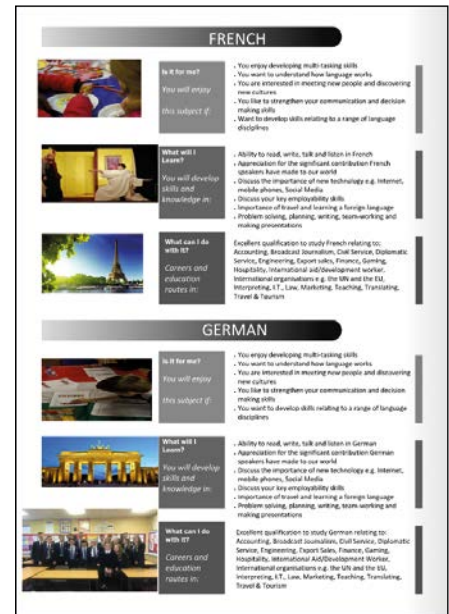 FRENCH
Is it for me?
You will enjoy
this subject if:
• You enjoy developing multi-tasking skills
• You want to understand how language works
• You are interested in meeting new people and discovering
new cultures
• You like to strengthen your communication and decision
making skills
• Want to develop skills relating to a range of language
disciplines
What will I
Learn?
You will develop
skills and
knowledge in:
• Ability to read, write, talk and listen in French
• Appreciation for the significant contribution French
speakers have made to our world
• Discuss the importance of new technology e.g. Internet,
mobile phones, Social Media
• Discuss your key employability skills
• Importance of travel and learning a foreign language
• Problem solving, planning, writing, team-working and
making presentations
What can I do
with it?
Careers and
education
routes in:
Excellent qualification to study French relating to:
Accounting, Broadcast Journalism, Civil Service, Diplomatic
Service, Engineering, Export sales, Finance, Gaming,
Hospitality, International aid/development worker,
International organisations e.g. the UN and the EU,
Interpreting, I.T., Law, Marketing, Teaching, Translating,
Travel & Tourism
GERMAN
Is it for me?
You will enjoy
this subject if:
• You enjoy developing multi-tasking skills
• You want to understand how language works
• You are interested in meeting new people and discovering
new cultures
• You like to strengthen your communication and decision
making skills
• You want to develop skills relating to a range of language
disciplines
What will I
Learn?
You will develop
skills and
knowledge in:
• Ability to read, write, talk and listen in German
• Appreciation for the significant contribution German
speakers have made to our world
• Discuss the importance of new technology e.g. Internet,
mobile phones, Social Media
• Discuss your key employability skills
• Importance of travel and learning a foreign language
• Problem solving, planning, writing, team-working and
making presentations
What can I do
with it?
Careers and
education
routes in:
Excellent qualification to study German relating to:
Accounting, Broadcast Journalism, Civil Service, Diplomatic
Service, Engineering, Export Sales, Finance, Gaming,
Hospitality, International Aid/Development Worker,
International organisations e.g. the UN and the EU,
Interpreting, I.T., Law, Marketing, Teaching, Translating,
Travel & Tourism